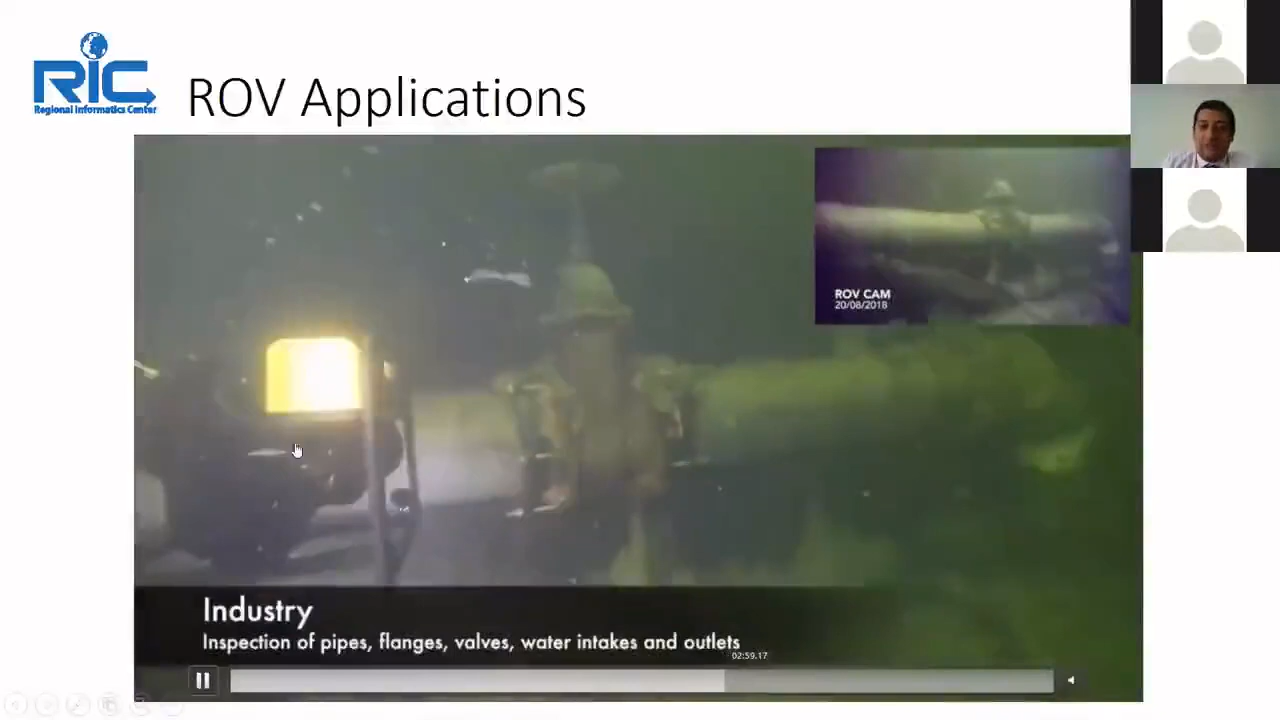 RIC
Regional Informatics Center
ROV Applications
ROV CAM
20/08/2018
Industry
Inspection of pipes, flanges, valves, water intakes and outlets
02:59.17